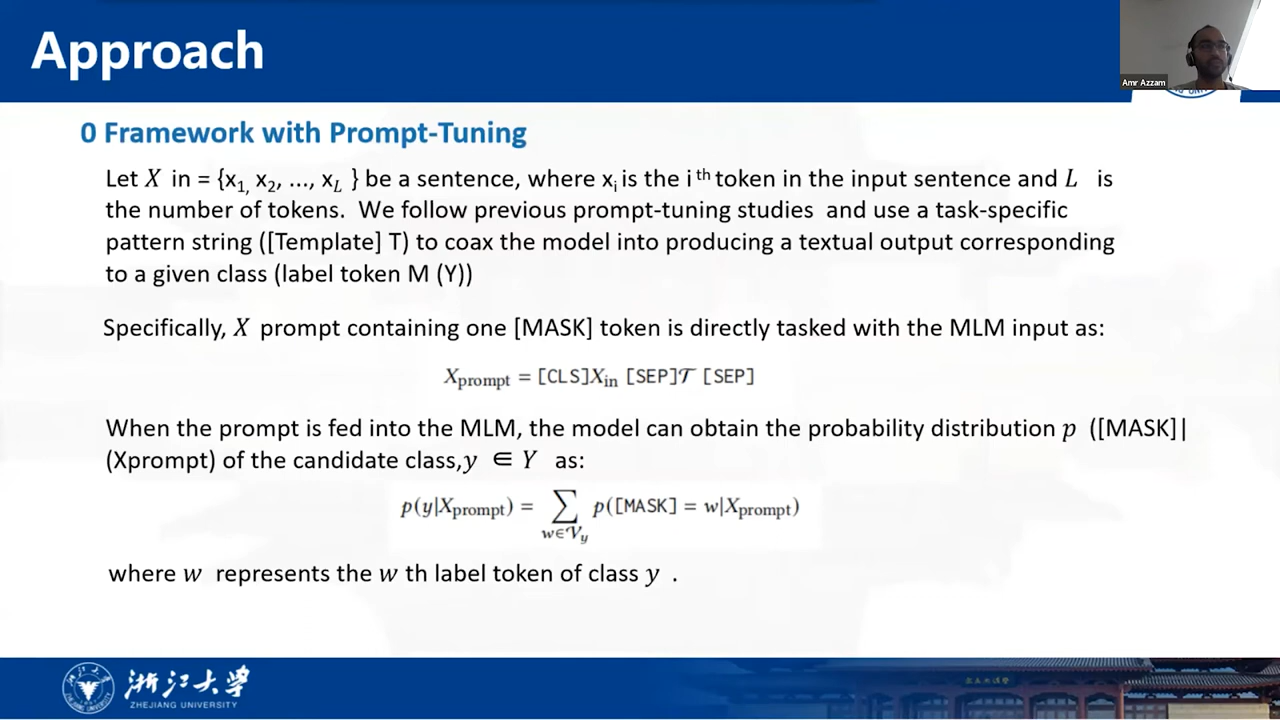 Approach
Amr Azzam
0 Framework with Prompt-Tuning
Let X in = {x1, x2, ..., xL } be a sentence, where xi is the i th token in the input sentence and L is
the number of tokens. We follow previous prompt-tuning studies and use a task-specific
pattern string ([Template] T) to coax the model into producing a textual output corresponding
to a given class (label token M (Y))
Specifically, X prompt containing one [MASK] token is directly tasked with the MLM input as:
Xprompt = [CLS]Xin [SEP]𝒯 [SEP]
When the prompt is fed into the MLM, the model can obtain the probability distribution p ([MASK]|
(Xprompt) of the candidate class,y ∈ Y as:
p(y|Xprompt) = ∑w∈𝒱y p([MASK] = w|Xprompt)
where w represents the w th label token of class y .
浙江大学
ZHEJIANG UNIVERSITY